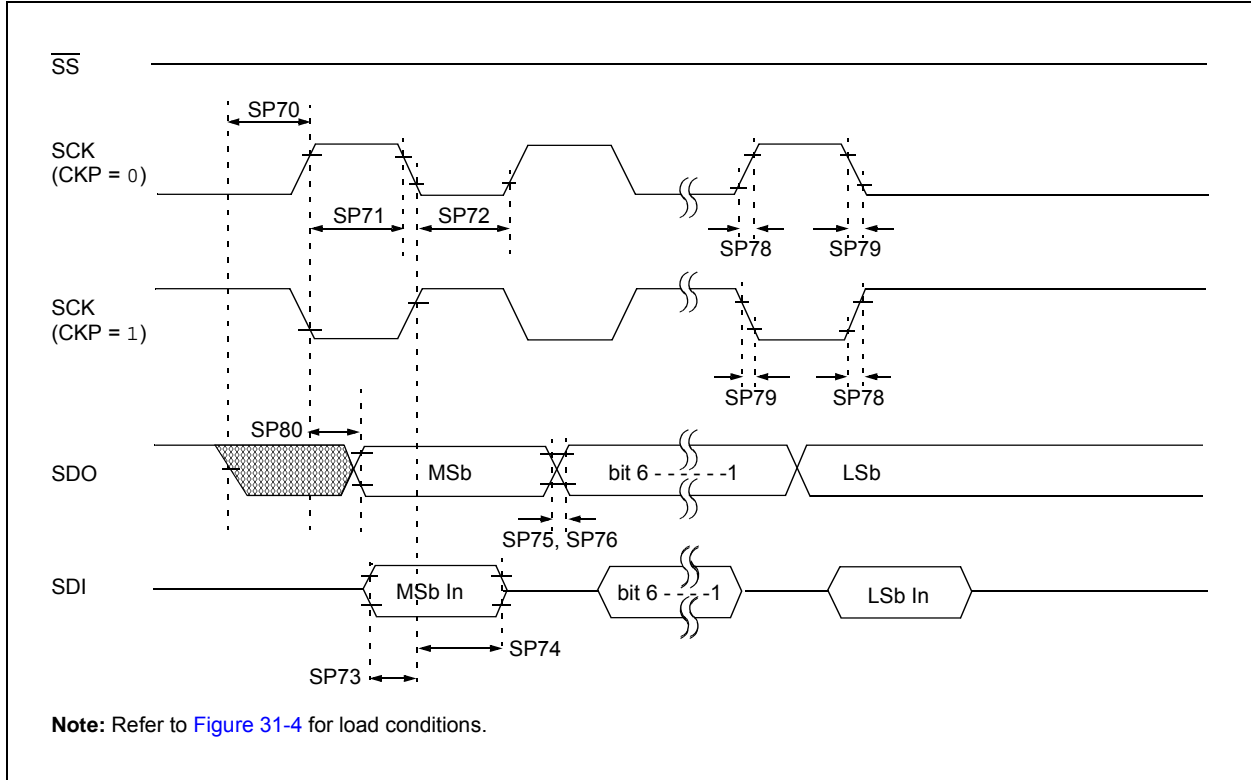 SS
SP70
SCK
(CKP = 0)
SP71 SP72
SP78 SP79
SCK
(CKP = 1)
SP79 SP78
SP80
SDO
MSb
bit 6 - - - - - -1
LSb
SP75, SP76
SDI
MSb In
bit 6 - - - -1
LSb In
SP74
SP73
Note: Refer to Figure 31-4 for load conditions.